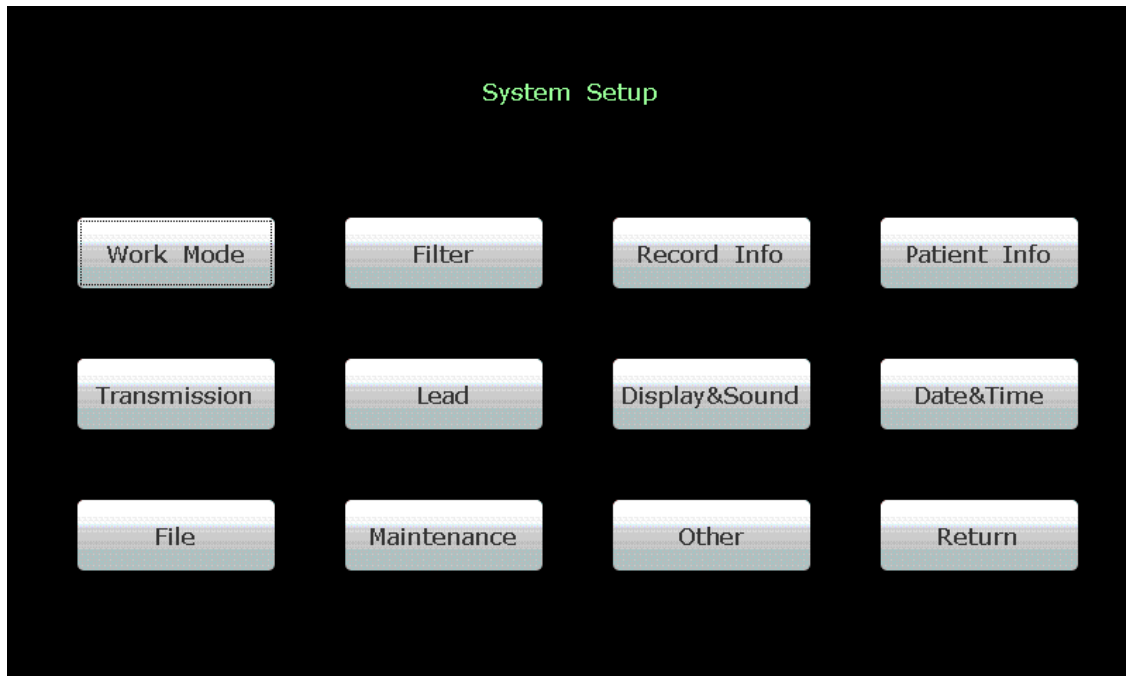 System Setup
Work Mode
Filter
Record Info
Patient Info
Transmission
Lead
Display&Sound
Date&Time
File
Maintenance
Other
Return